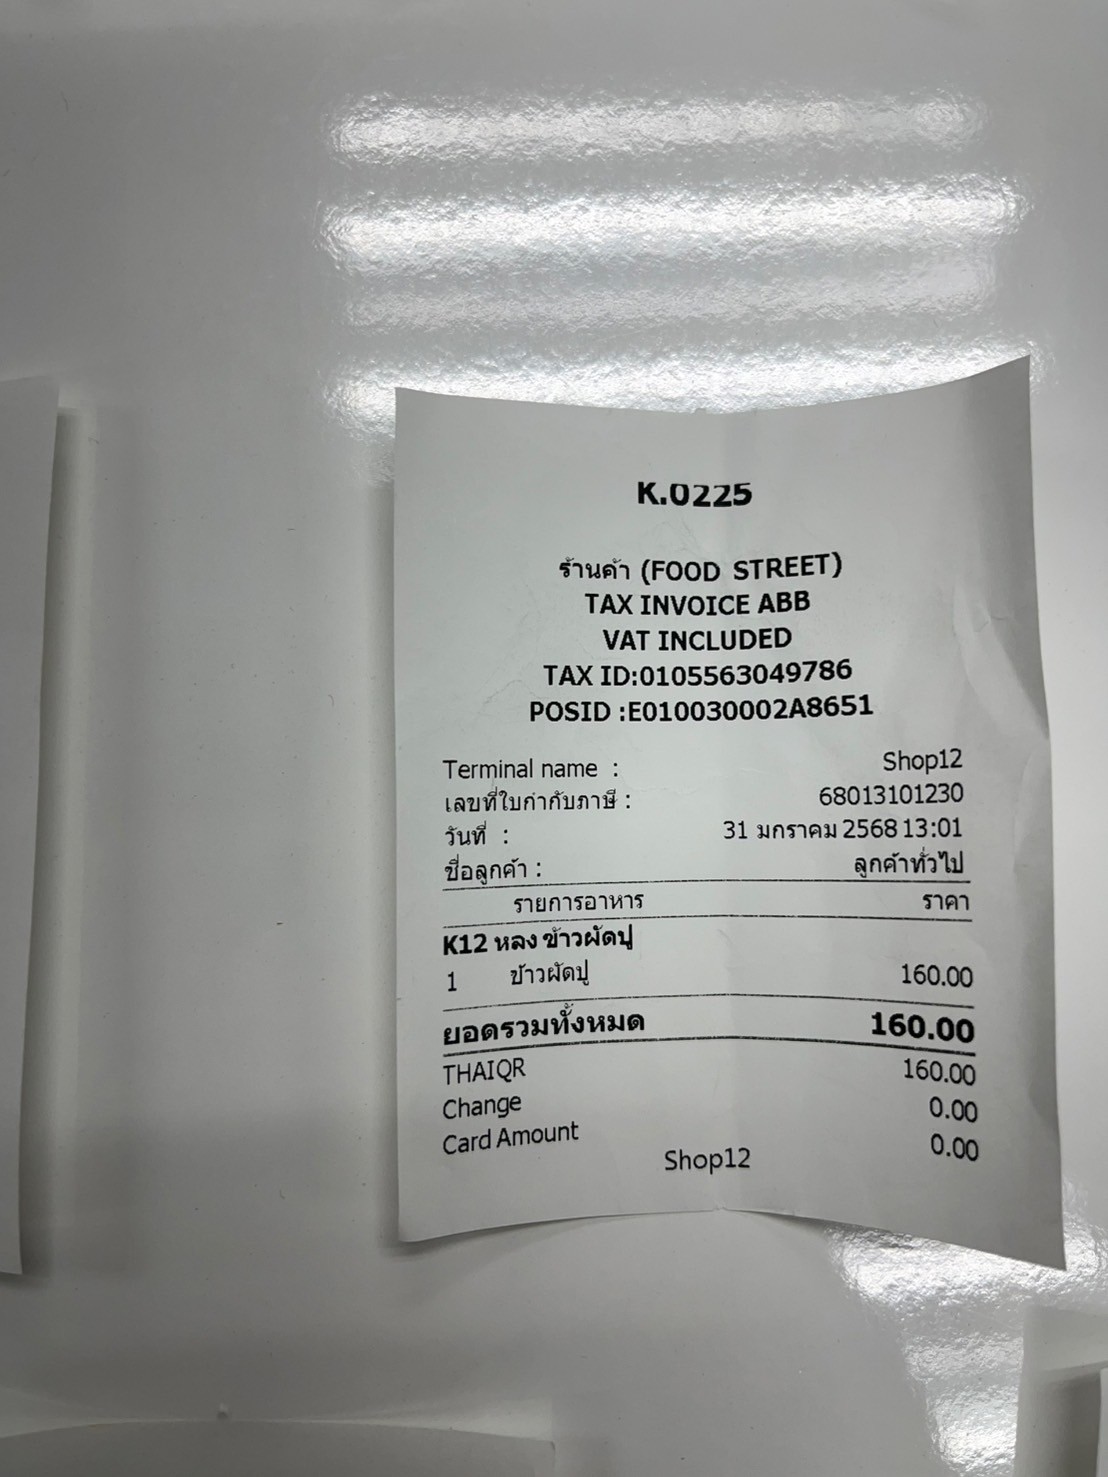 K.0225
ร้านค้า (FOOD STREET)
TAX INVOICE ABB
VAT INCLUDED
TAX ID:0105563049786
POSID :E010030002A8651
Terminal name : Shop12
เลขที่ใบกำกับภาษี : 68013101230
วันที่ : 31 มกราคม 2568 13:01
ชื่อลูกค้า : ลูกค้าทั่วไป
รายการอาหาร ราคา
K12 หลง ข้าวผัดปู
1 ข้าวผัดปู 160.00
ยอดรวมทั้งหมด 160.00
THAIQR 160.00
Change 0.00
Card Amount 0.00
Shop12